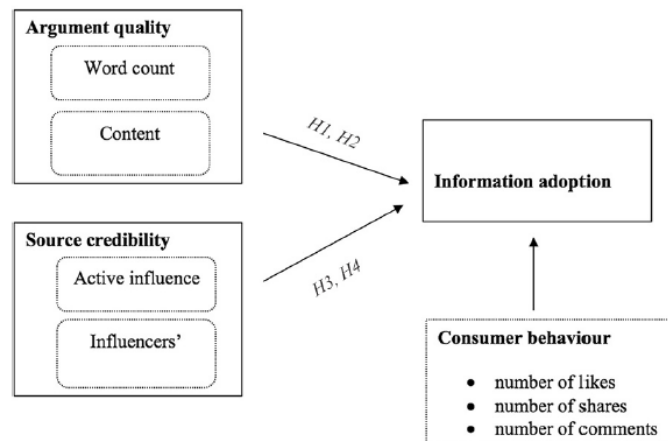 Argument quality
Word count
Content
H1, H2
Information adoption
Source credibility
Active influence
Influencers’
H3, H4
Consumer behaviour
• number of likes
• number of shares
• number of comments